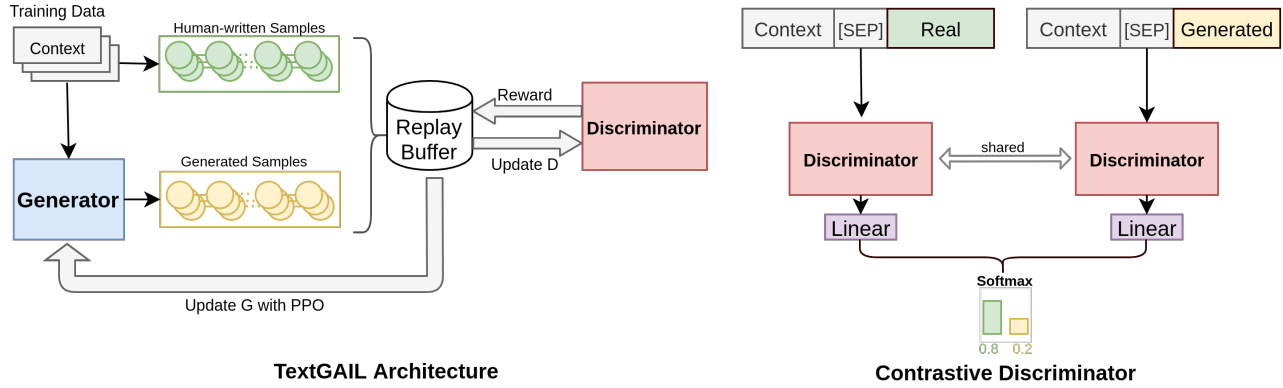 Training Data
Context
Human-written Samples
Generator
Generated Samples
Replay
Buffer
Reward
Update D
Discriminator
Update G with PPO
TextGAIL Architecture
Context [SEP] Real
Context [SEP] Generated
Discriminator
shared
Discriminator
Linear
Linear
Softmax
0.8 0.2
Contrastive Discriminator